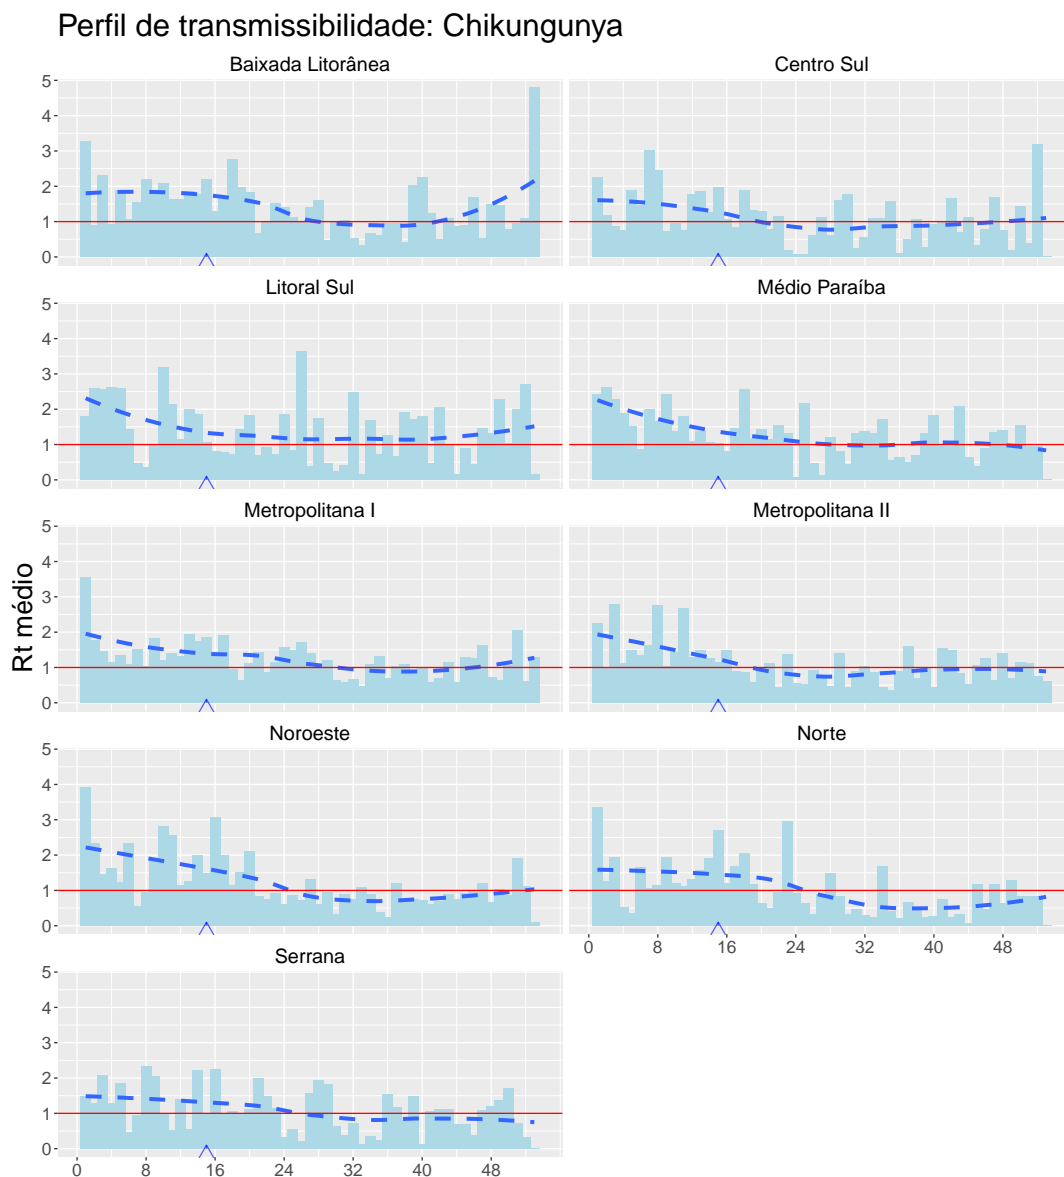 Perfil de transmissibilidade: Chikungunya
Baixada Litorânea
Centro Sul
5
4
3
2
1
0
Litoral Sul
Médio Paraíba
5
4
3
2
1
0
Metropolitana I
Metropolitana II
5
4
3
2
1
0
Rt médio
Noroeste
Norte
5
4
3
2
1
0
0 8 16 24 32 40 48
Serrana
5
4
3
2
1
0
0 8 16 24 32 40 48